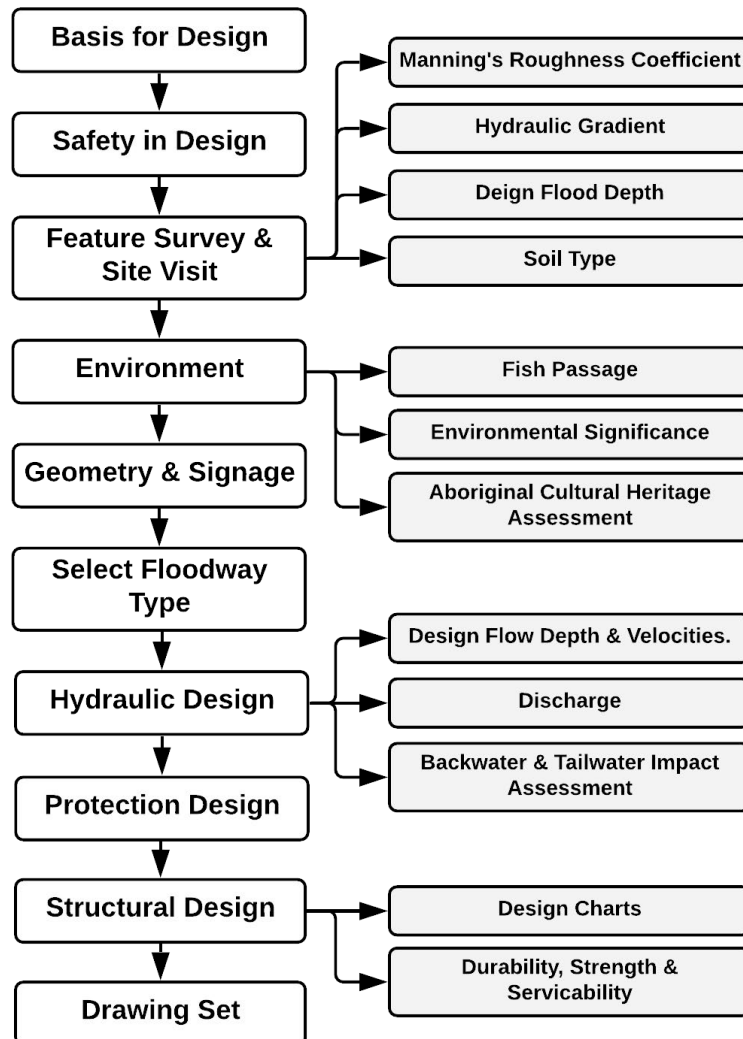 Basis for Design
Safety in Design
Feature Survey &
Site Visit
Manning's Roughness Coefficient
Hydraulic Gradient
Deign Flood Depth
Soil Type
Environment
Fish Passage
Environmental Significance
Aboriginal Cultural Heritage
Assessment
Geometry & Signage
Select Floodway
Type
Hydraulic Design
Design Flow Depth & Velocities.
Discharge
Backwater & Tailwater Impact
Assessment
Protection Design
Structural Design
Design Charts
Durability, Strength &
Servicability
Drawing Set